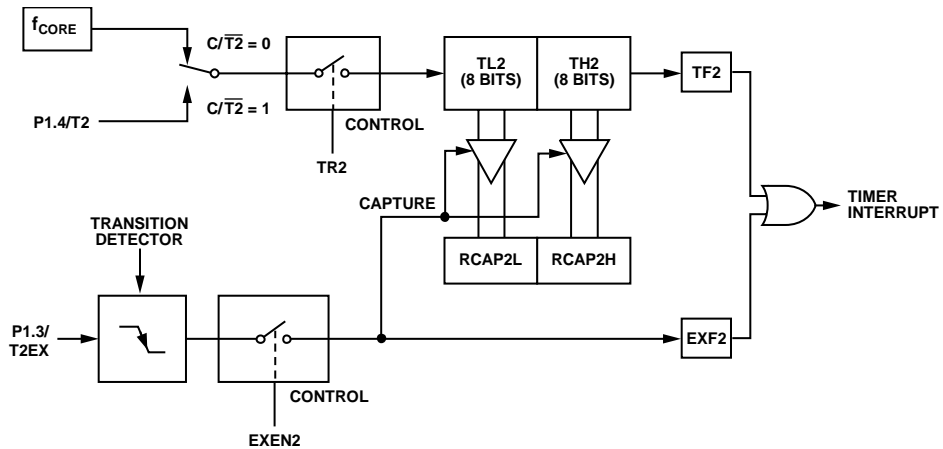 fCORE
C/T2 = 0
C/T2 = 1
P1.4/T2
CONTROL
TR2
TL2
(8 BITS)
TH2
(8 BITS)
TF2
CAPTURE
TIMER
INTERRUPT
TRANSITION
DETECTOR
RCAP2L
RCAP2H
P1.3/
T2EX
EXF2
CONTROL
EXEN2